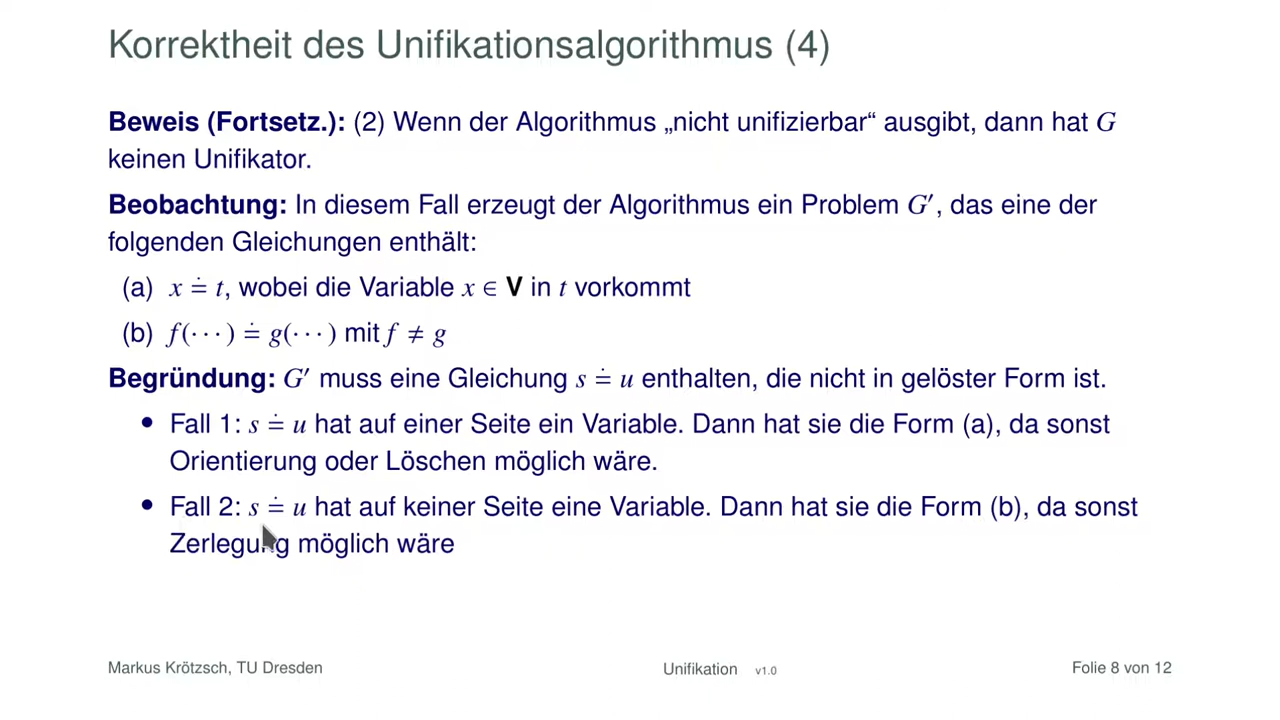 Korrektheit des Unifikationsalgorithmus (4)
Beweis (Fortsetz.): (2) Wenn der Algorithmus „nicht unifizierbar“ ausgibt, dann hat G
keinen Unifikator.
Beobachtung: In diesem Fall erzeugt der Algorithmus ein Problem G′, das eine der
folgenden Gleichungen enthält:
(a) x ≐ t, wobei die Variable x ∈ V in t vorkommt
(b) f(· · ·) ≐ g(· · ·) mit f ≠ g
Begründung: G′ muss eine Gleichung s ≐ u enthalten, die nicht in gelöster Form ist.
• Fall 1: s ≐ u hat auf einer Seite ein Variable. Dann hat sie die Form (a), da sonst
Orientierung oder Löschen möglich wäre.
• Fall 2: s ≐ u hat auf keiner Seite eine Variable. Dann hat sie die Form (b), da sonst
Zerlegung möglich wäre
Markus Krötzsch, TU Dresden Unifikation v1.0 Folie 8 von 12